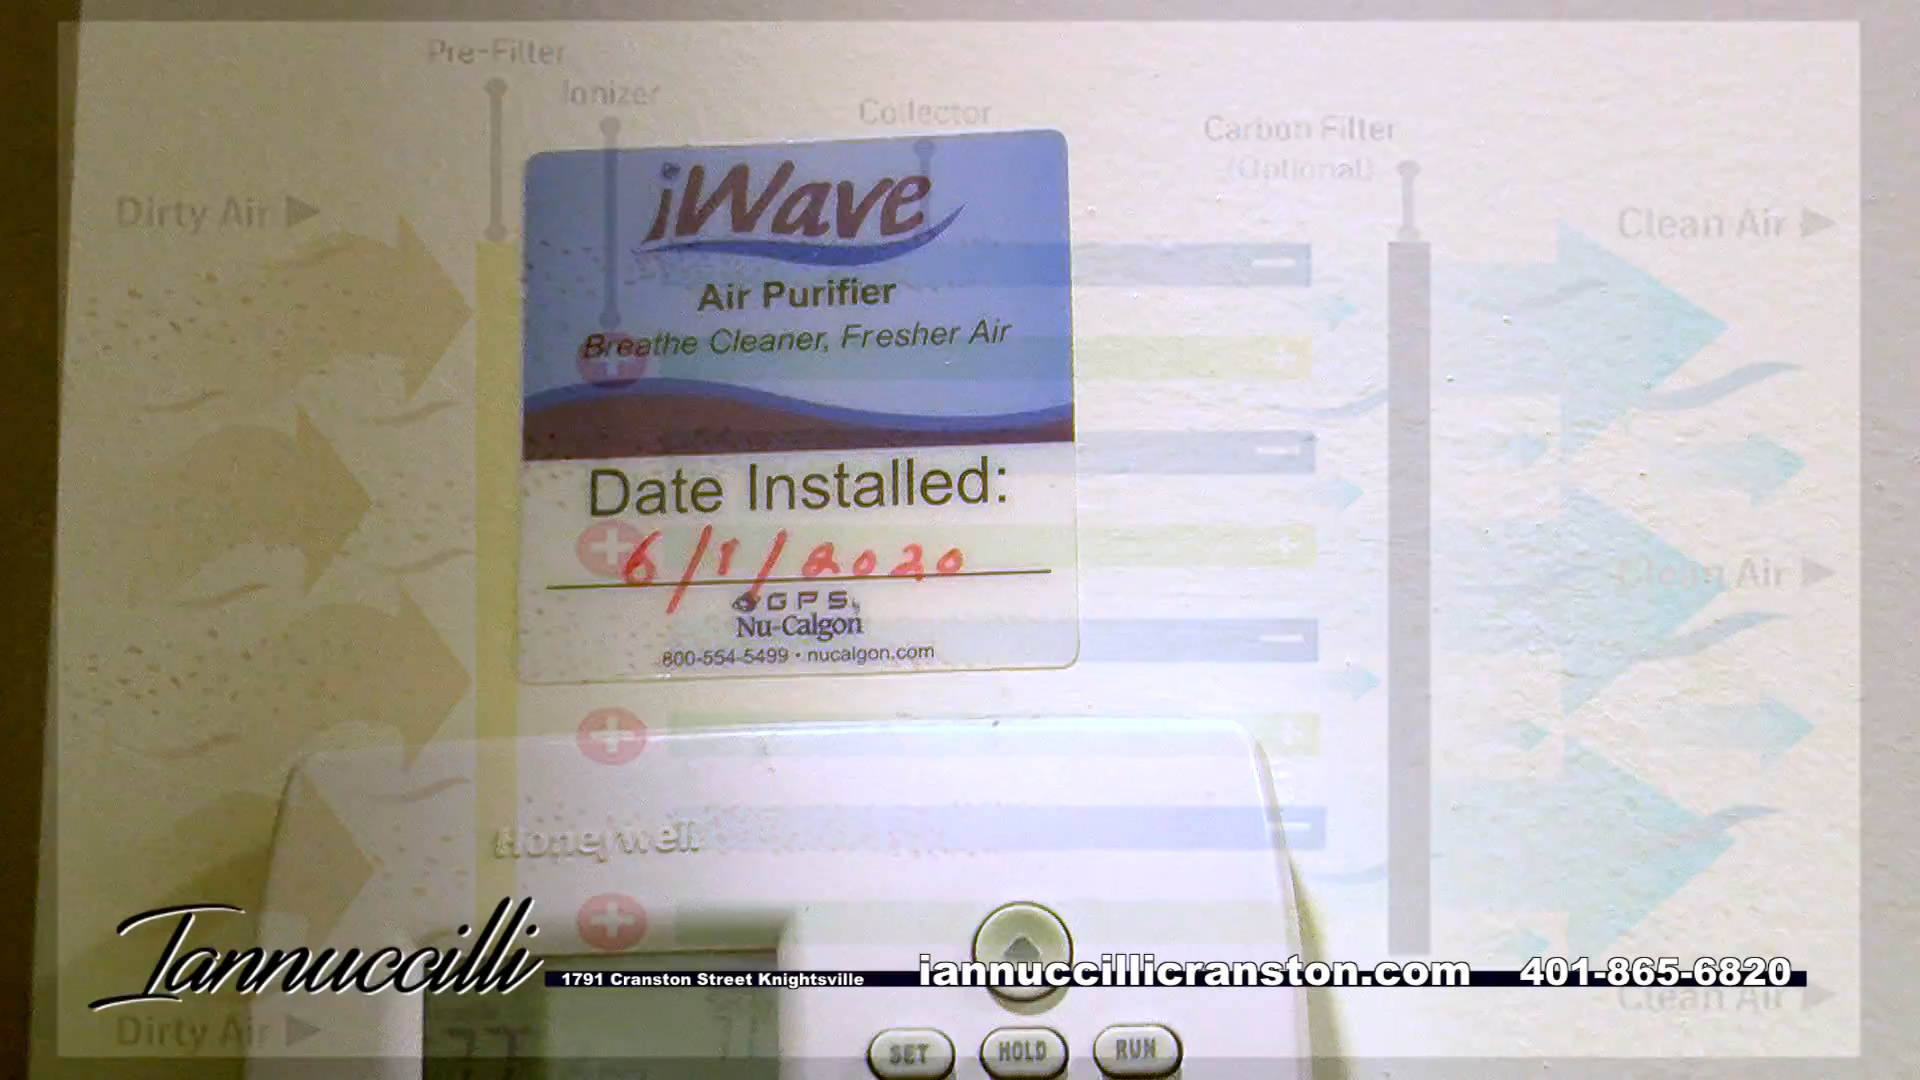 Pre-Filter
Ionizer
Collector
Carbon Filter
(Optional)
Dirty Air
Clean Air
iWave
Air Purifier
Breathe Cleaner, Fresher Air
Date Installed:
6/1/2020
GPS
Nu-Calgon
800-554-5499 • nucalgon.com
Clean Air
Honeywell
Iannuccilli
1791 Cranston Street Knightsville
iannuccillicranston.com
401-865-6820
Clean Air
Dirty Air
SET
HOLD
RUN